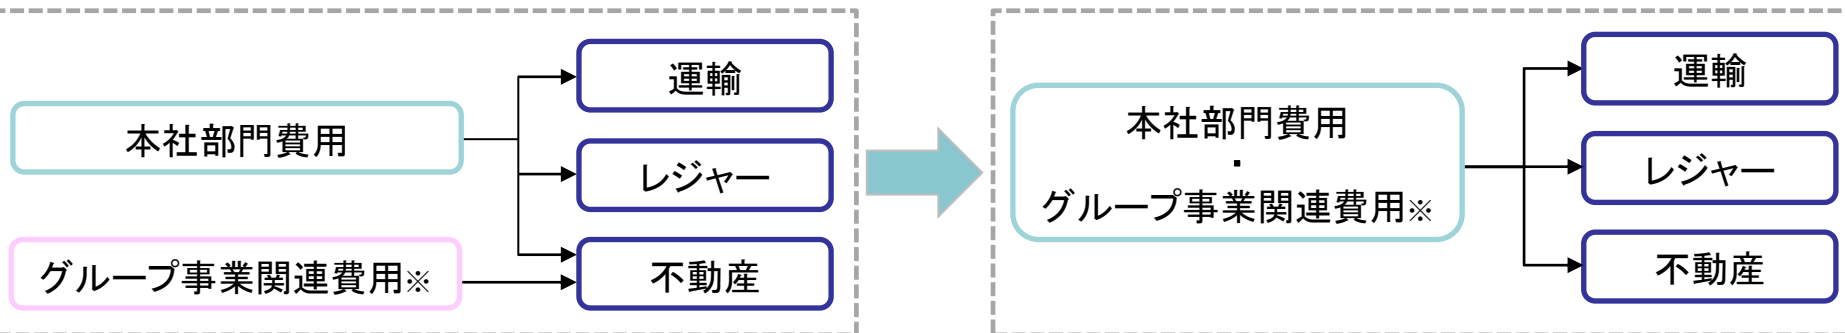 本社部門費用
グループ事業関連費用※
運輸
レジャー
不動産
本社部門費用
・
グループ事業関連費用※
運輸
レジャー
不動産